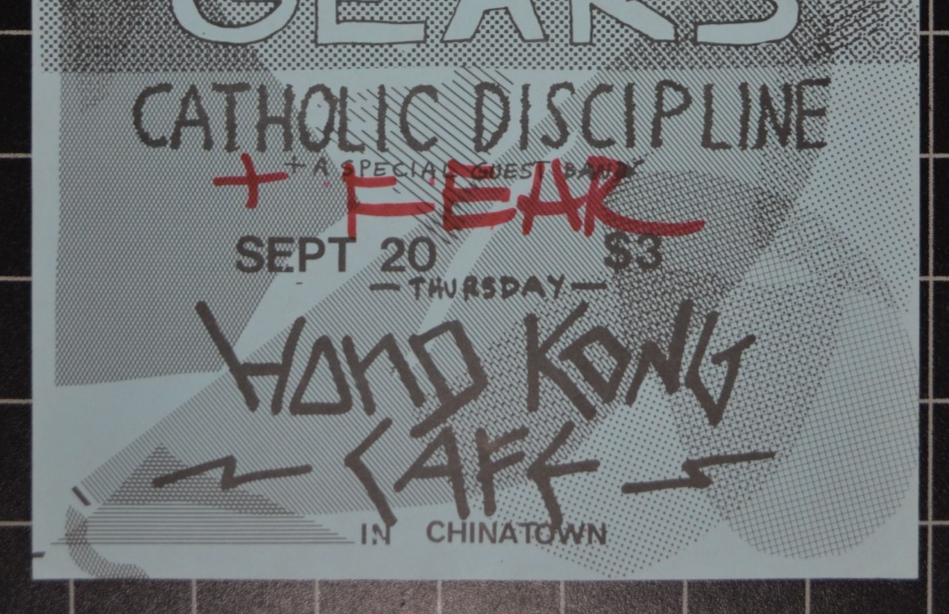 GEARS
CATHOLIC DISCIPLINE
+ A SPECIAL GUEST BAND
+ FEAR
SEPT 20 $3
— THURSDAY —
HONG KONG
CAFE
IN CHINATOWN